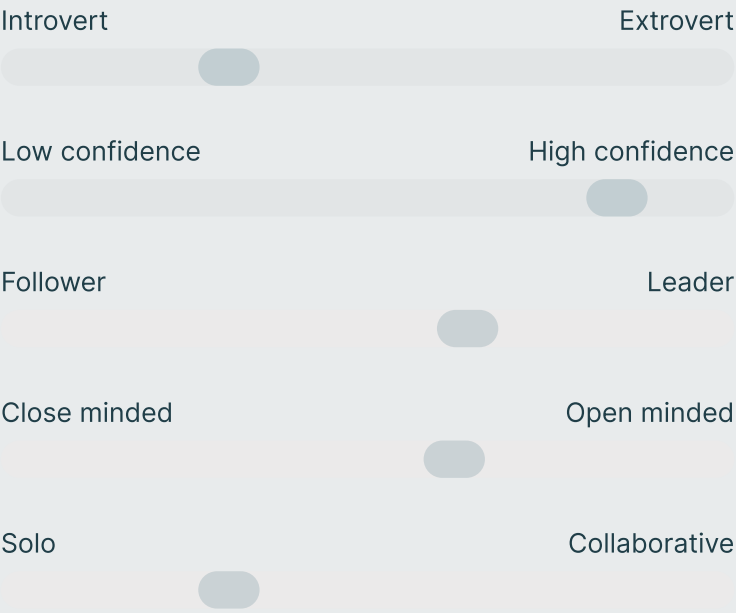 Introvert Extrovert
Low confidence High confidence
Follower Leader
Close minded Open minded
Solo Collaborative